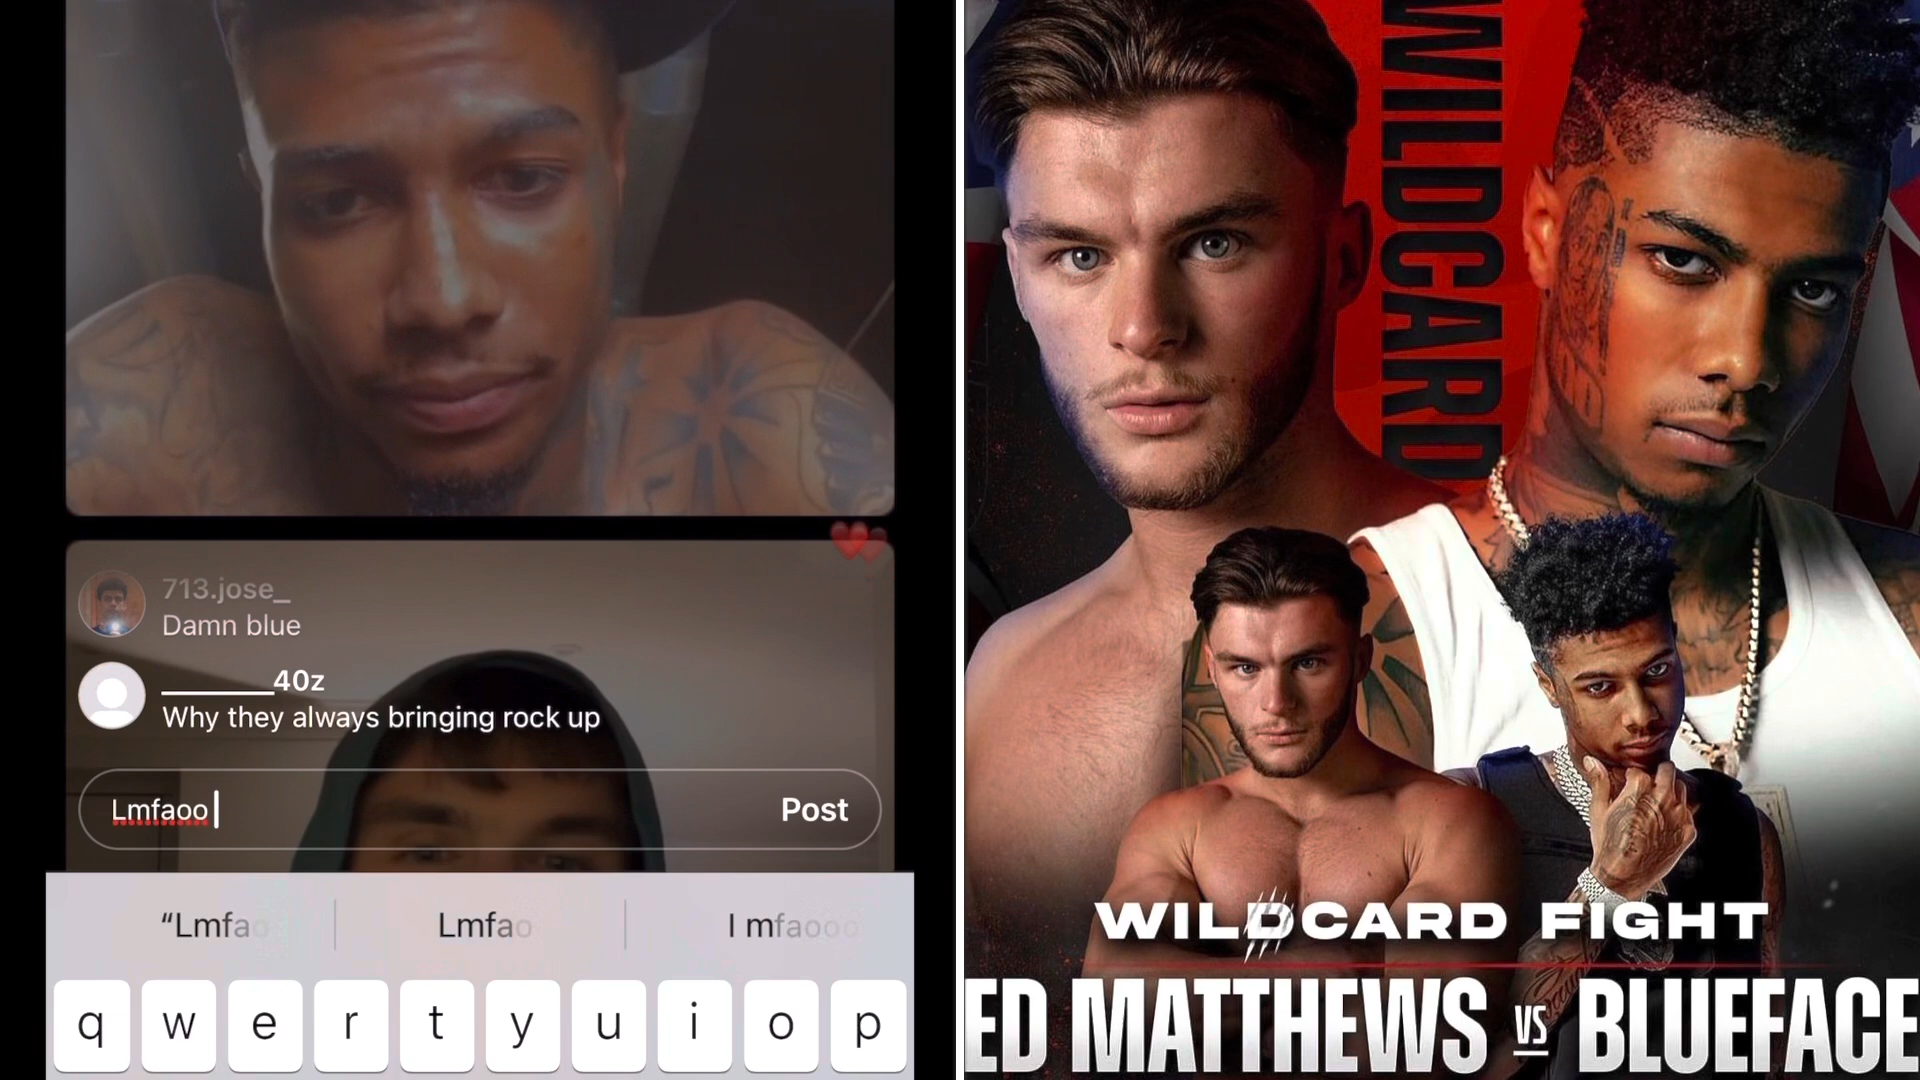 713.jose_
Damn blue
______40z
Why they always bringing rock up
Lmfaoo
Post
“Lmfao
Lmfao
I mfaooo
q w e r t y u i o p
WILDCARD
WILDCARD FIGHT
ED MATTHEWS VS BLUEFACE